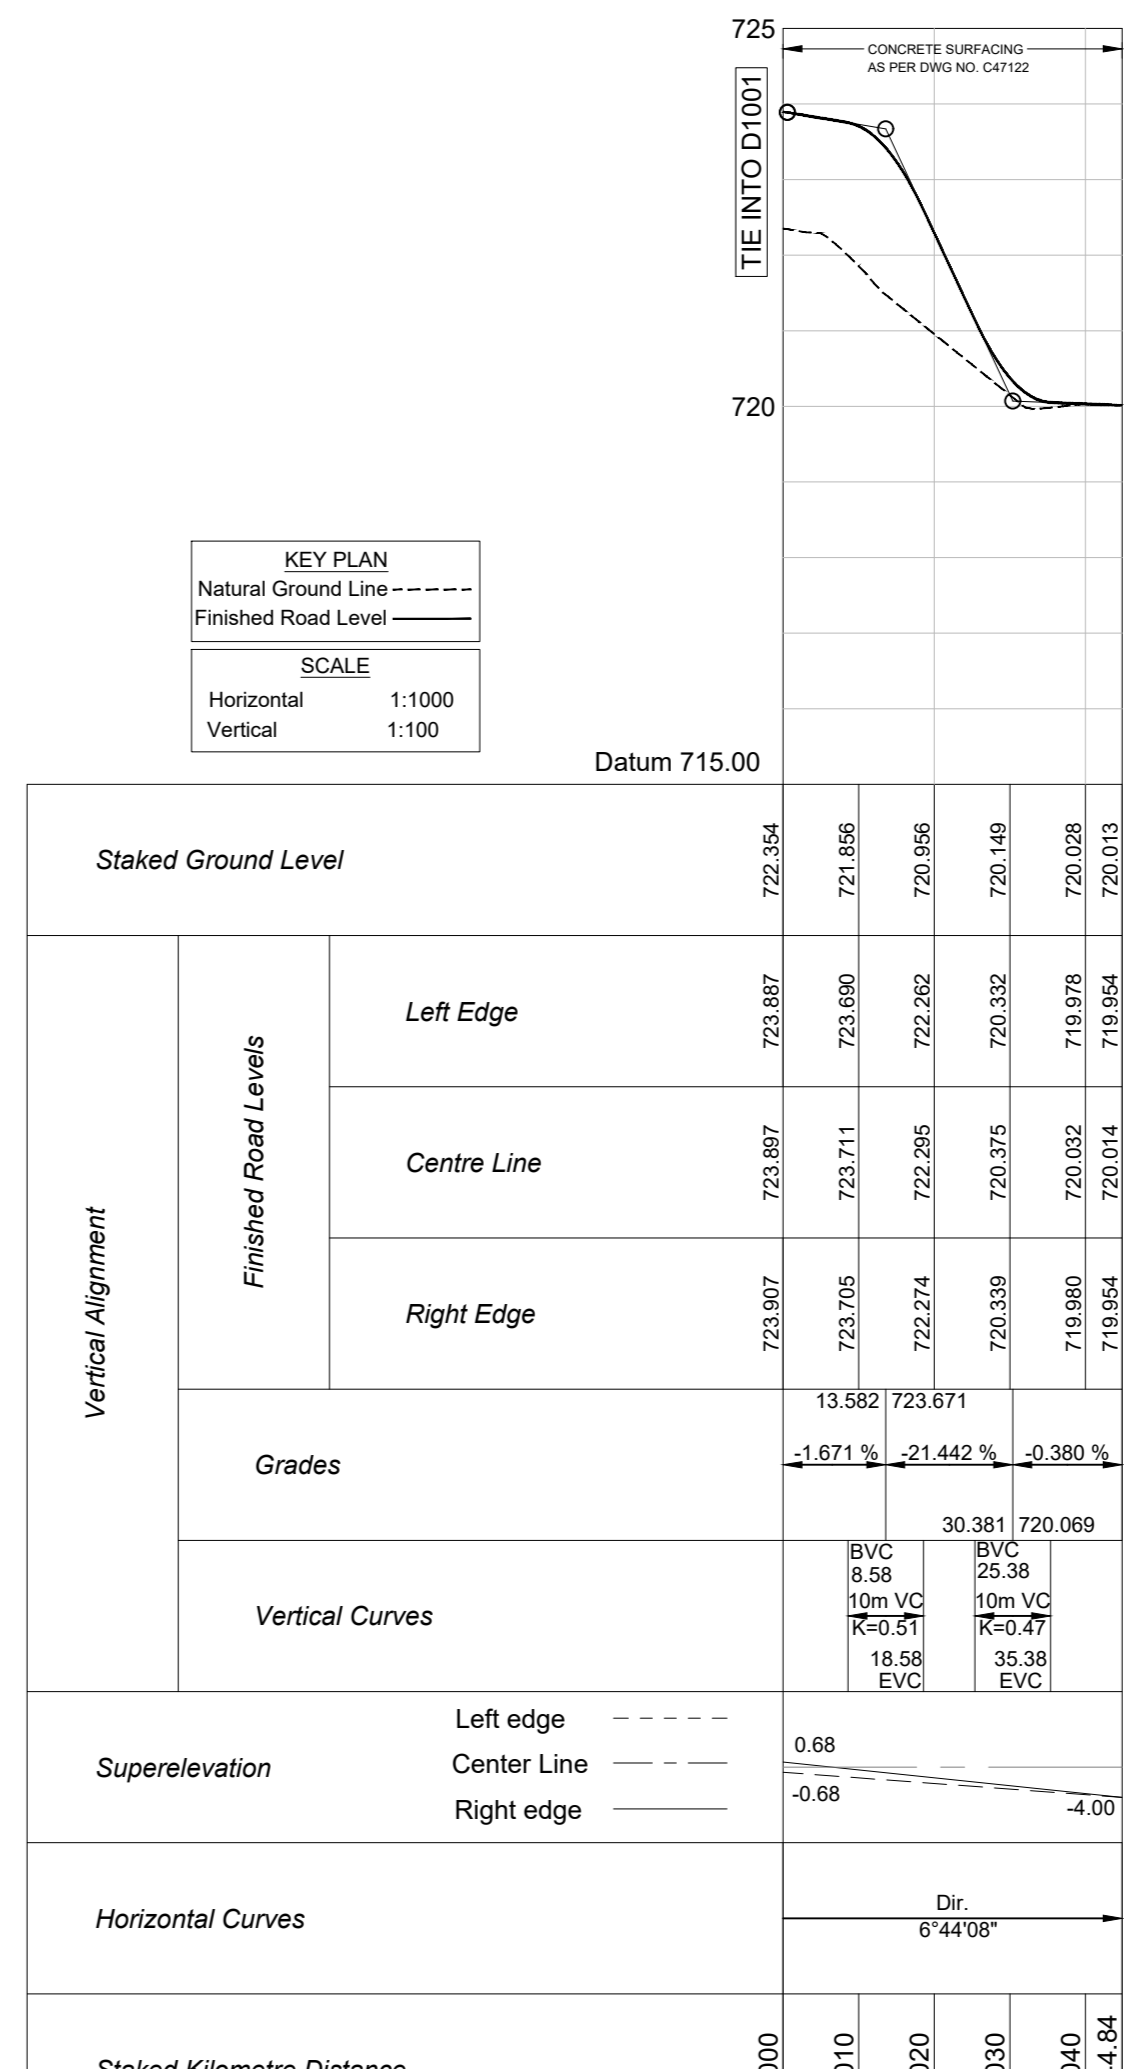 725
CONCRETE SURFACING
AS PER DWG NO. C47122
TIE INTO D1001
720
KEY PLAN
Natural Ground Line
Finished Road Level
SCALE
Horizontal 1:1000
Vertical 1:100
Datum 715.00
Staked Ground Level 722.354 721.856 720.956 720.149 720.028 720.013
Vertical Alignment
Finished Road Levels
Left Edge 723.887 723.690 722.262 720.332 719.978 719.954
Centre Line 723.897 723.711 722.295 720.375 720.032 720.014
Right Edge 723.907 723.705 722.274 720.339 719.980 719.954
13.582 723.671
Grades -1.671 % -21.442 % -0.380 %
30.381 720.069
BVC BVC
8.58 25.38
10m VC 10m VC
Vertical Curves K=0.51 K=0.47
18.58 35.38
EVC EVC
Left edge
Superelevation Center Line
Right edge
0.68
-0.68 -4.00
Horizontal Curves
Dir.
6°44'08"